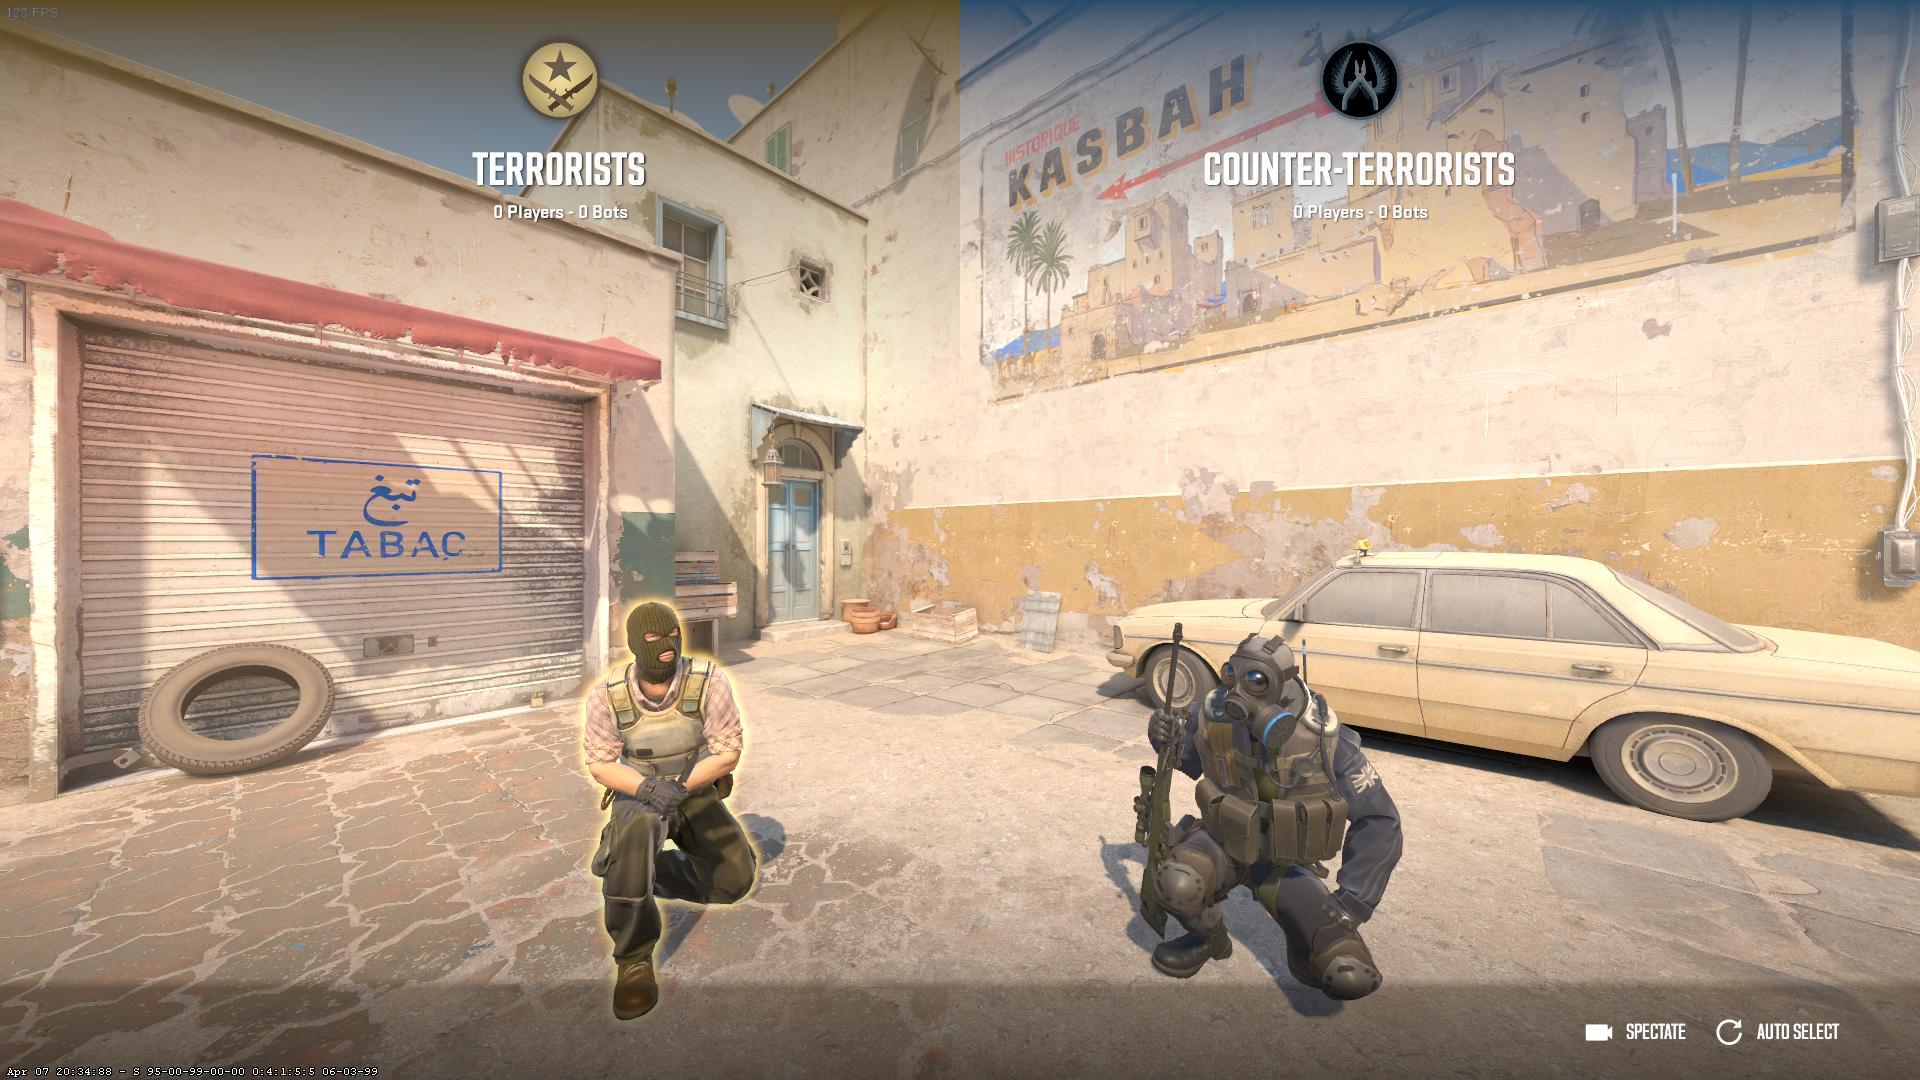 128 FPS
TERRORISTS
0 Players - 0 Bots
COUNTER-TERRORISTS
0 Players - 0 Bots
HISTORIQUE
KASBAH
تبغ
TABAC
SPECTATE
AUTO SELECT
Apr 07 20:34:88 - S 95-00-99-00-00 0:4:1:5:5 06-03-99